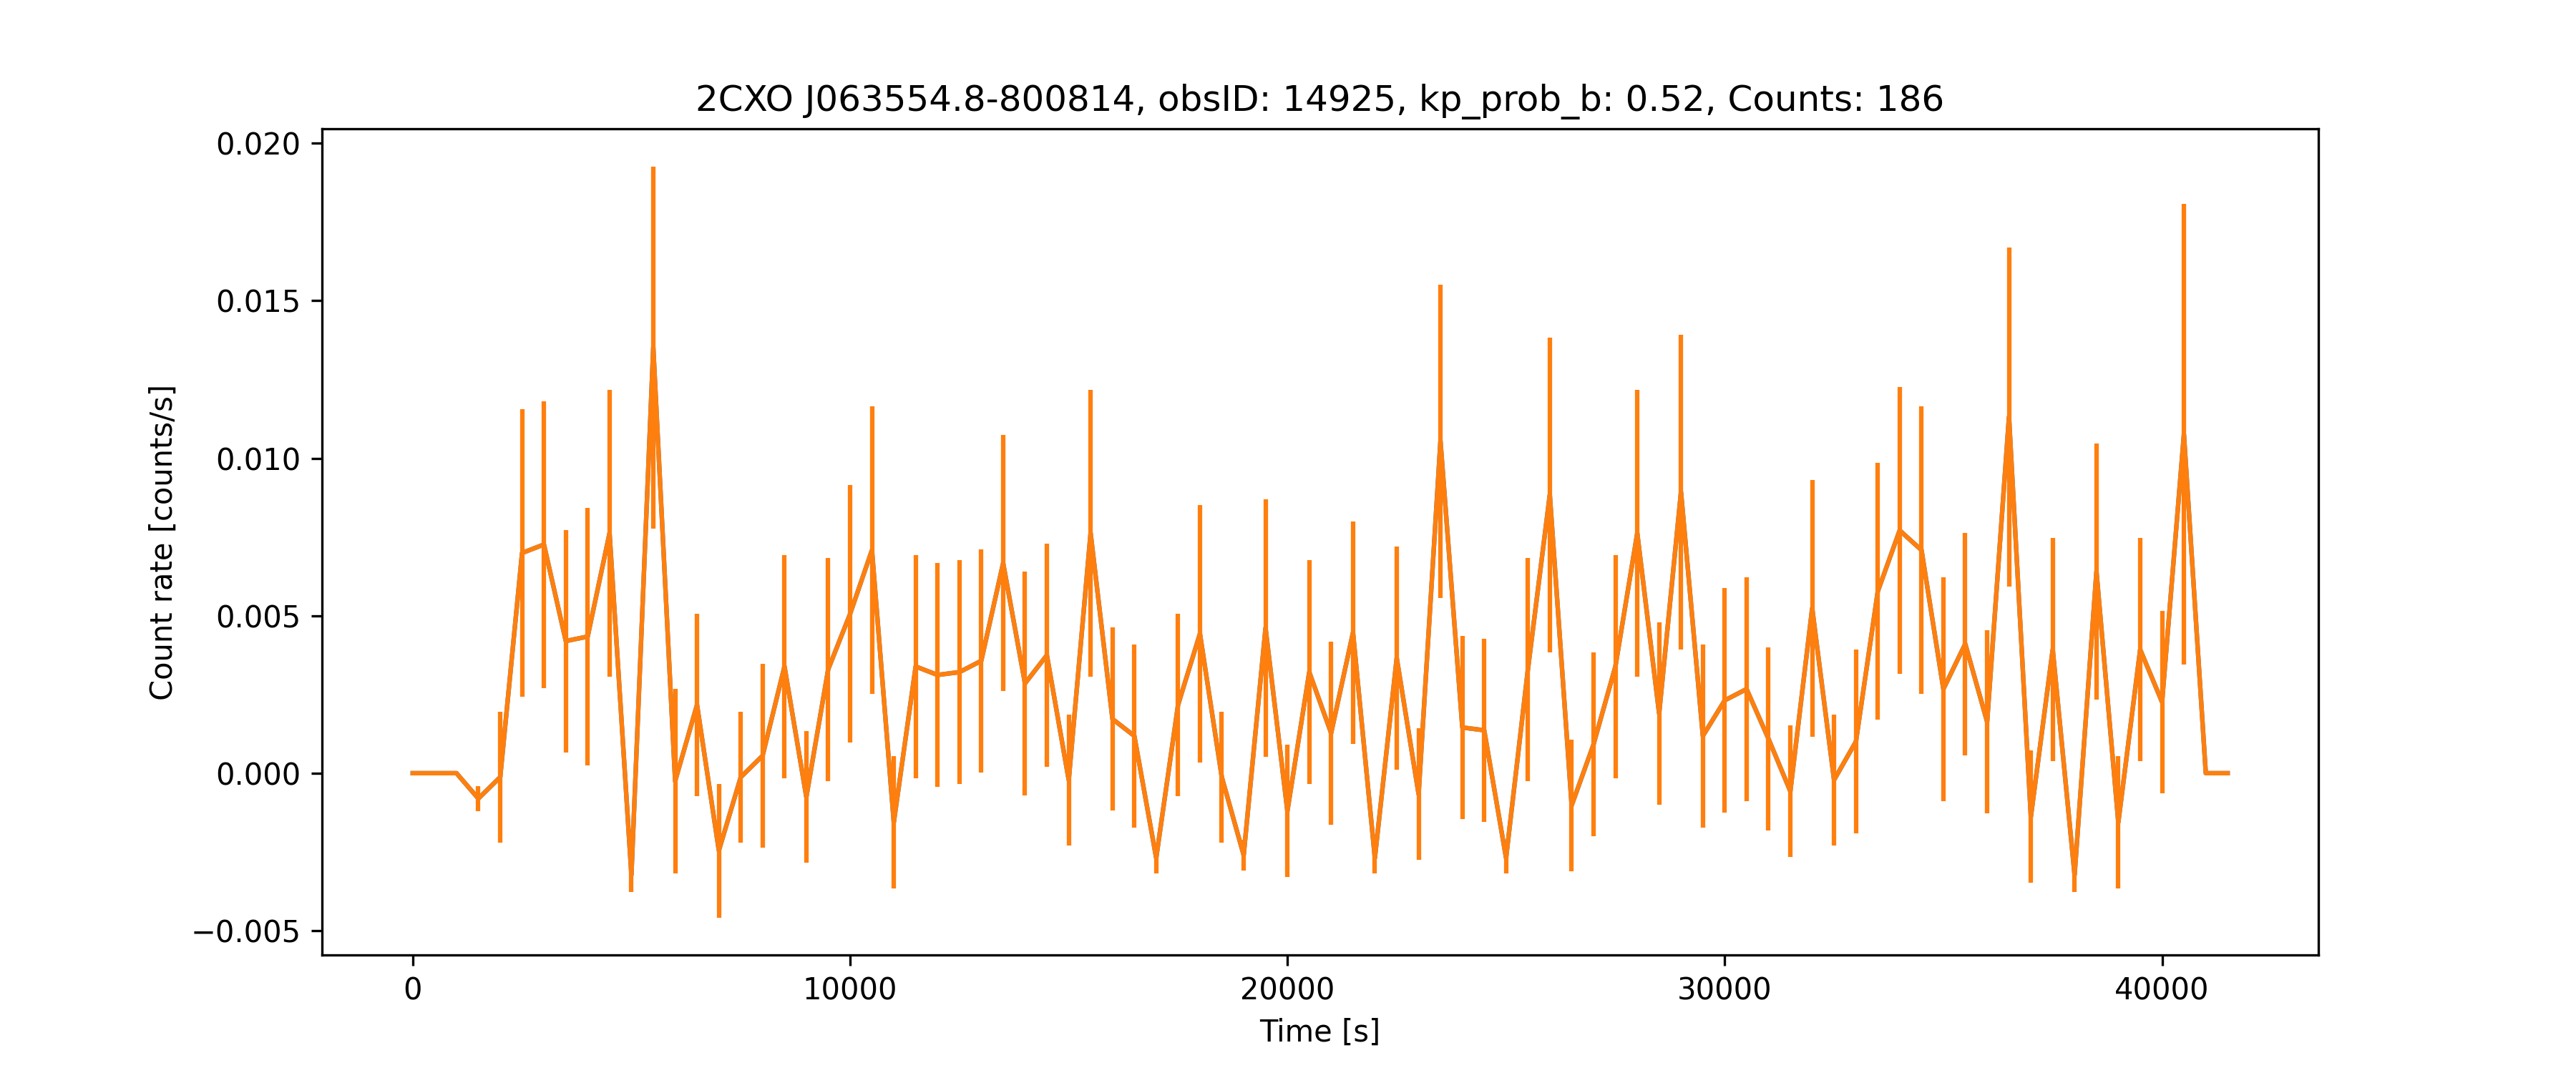 2CXO J063554.8-800814, obsID: 14925, kp_prob_b: 0.52, Counts: 186
Count rate [counts/s]
0.020
0.015
0.010
0.005
0.000
−0.005
0 10000 20000 30000 40000
Time [s]